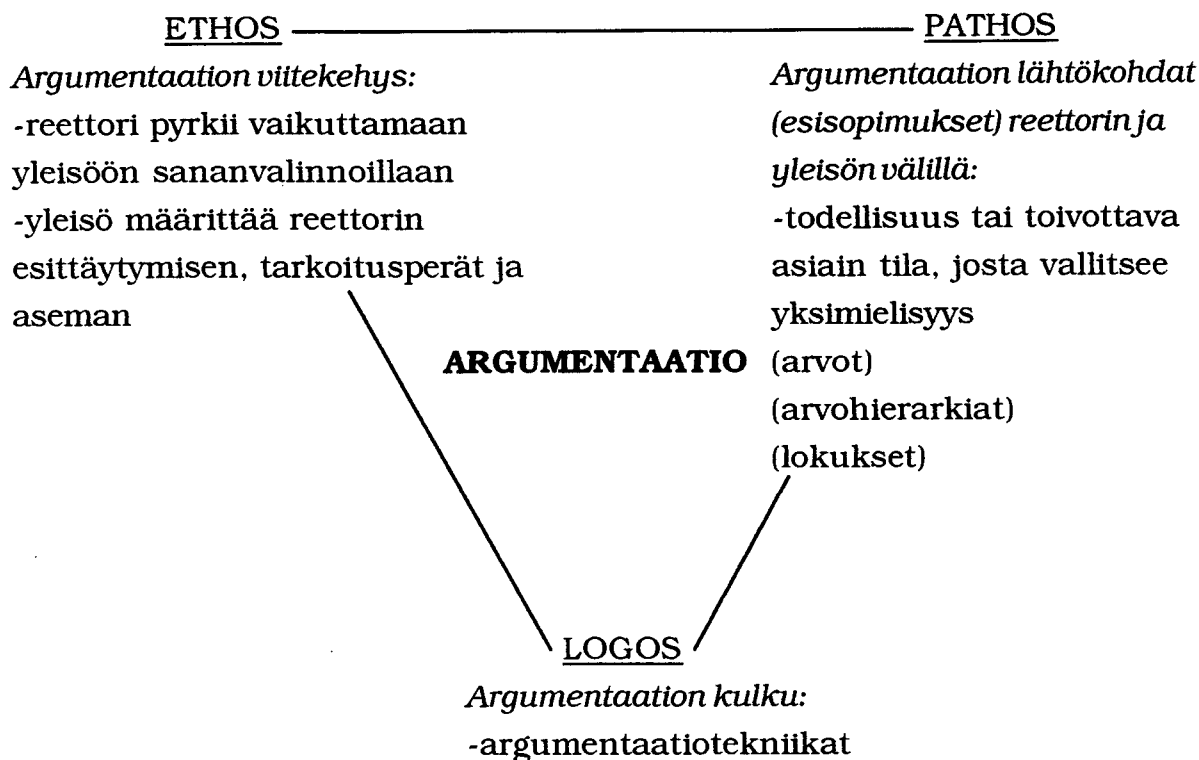 ETHOS
Argumentaation viitekehys:
-reettori pyrkii vaikuttamaan
yleisöön sananvalinnoillaan
-yleisö määrittää reettorin
esittäytymisen, tarkoitusperät ja
aseman
PATHOS
Argumentaation lähtökohdat
(esisopimukset) reettorin ja
yleisön välillä:
-todellisuus tai toivottava
asiain tila, josta vallitsee
yksimielisyys
(arvot)
(arvohierarkiat)
(lokukset)
ARGUMENTAATIO
LOGOS
Argumentaation kulku:
-argumentaatiotekniikat